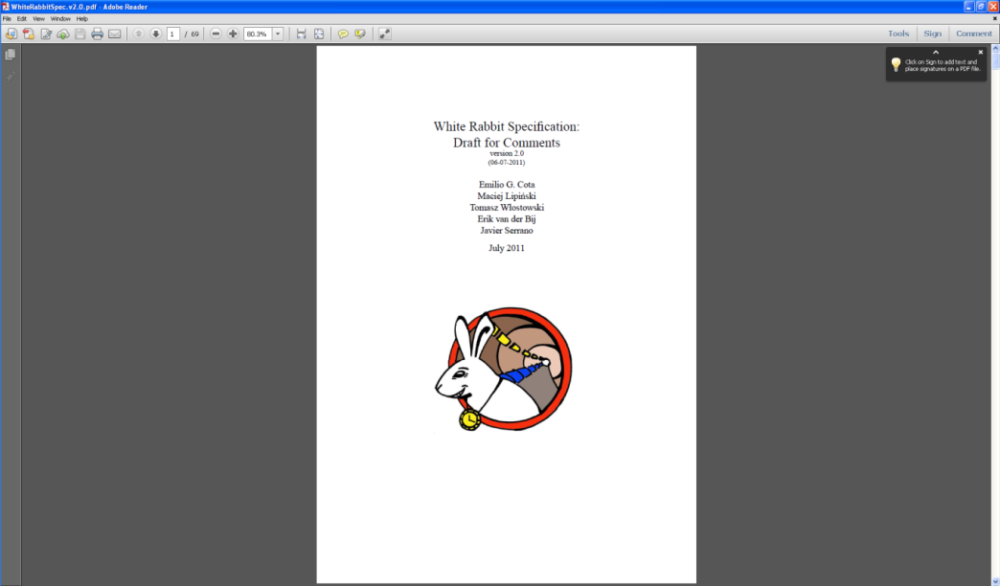 WhiteRabbitSpec.v2.0.pdf - Adobe Reader
File Edit View Window Help
1 / 69 80.3% Tools Sign Comment
Click on Sign to add text and
place signatures on a PDF file.
White Rabbit Specification:
Draft for Comments
version 2.0
(06-07-2011)
Emilio G. Cota
Maciej Lipiński
Tomasz Włostowski
Erik van der Bij
Javier Serrano
July 2011